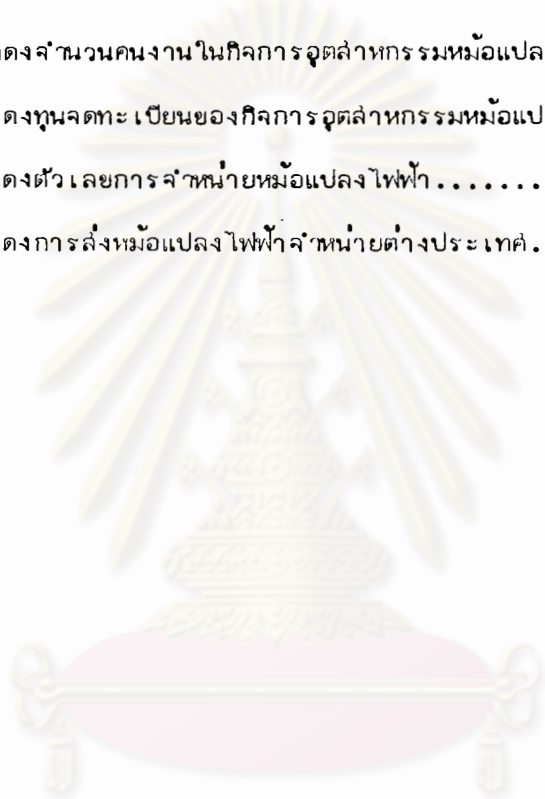 ดงจำนวนคนงานในกิจการอุตสาหกรรมหม้อแปล
ดงทุนจดทะเบียนของกิจการอุตสาหกรรมหม้อแป
ดงตัวเลขการจำหน่ายหม้อแปลงไฟฟ้า.......
ดงการส่งหม้อแปลงไฟฟ้าจำหน่ายต่างประเทศ.